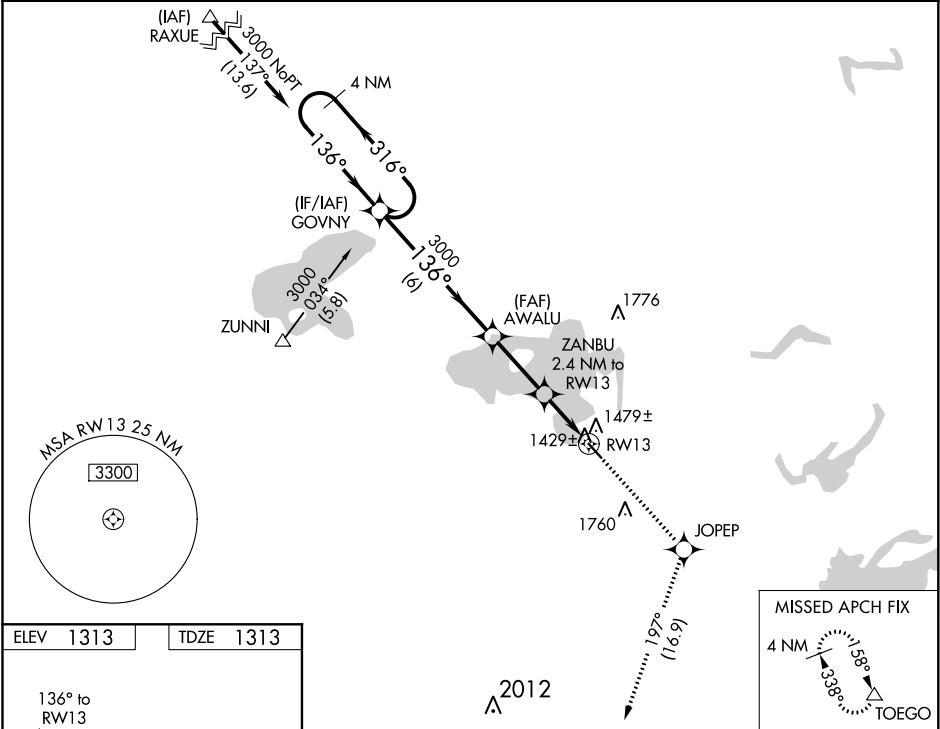 (IAF)
RAXUE
3000 NoPT
137°
(13.6)
4 NM
136°
316°
(IF/IAF)
GOVNY
3000
136°
(6)
3000
034°
(5.8)
ZUNNI
(FAF)
AWALU
1776
ZANBU
2.4 NM to
RW13
1479±
1429±
RW13
MSA RW13 25 NM
3300
1760
JOPEP
197°
(16.9)
2012
ELEV 1313
TDZE 1313
136° to
RW13
MISSED APCH FIX
4 NM
158°
338°
TOEGO